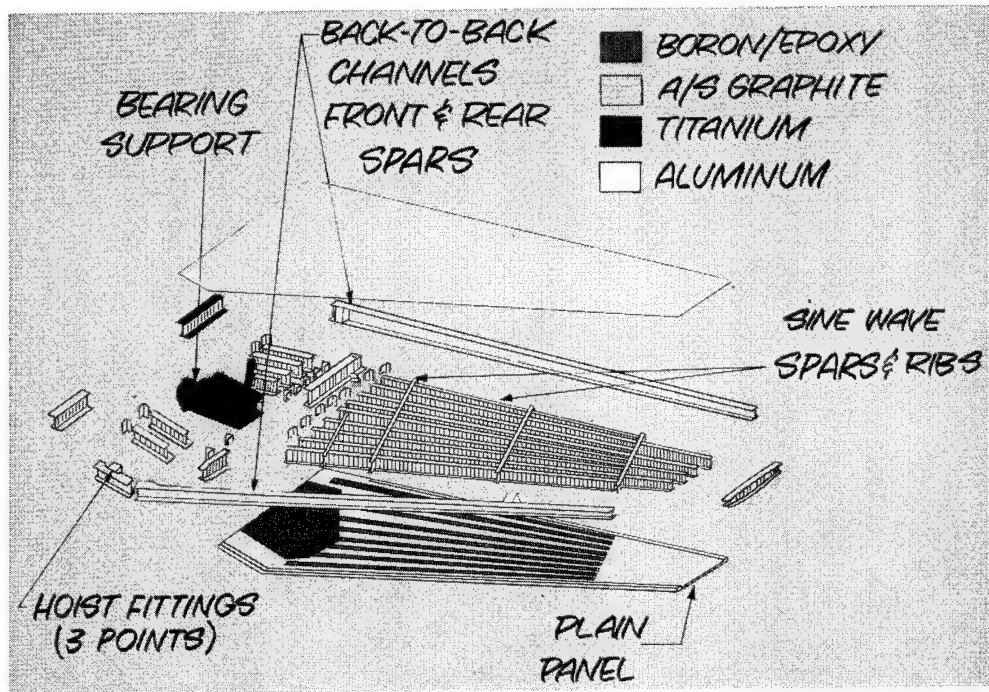 BACK-TO-BACK
CHANNELS
FRONT & REAR
SPARS
BEARING
SUPPORT
BORON/EPOXY
A/S GRAPHITE
TITANIUM
ALUMINUM
SINE WAVE
SPARS & RIBS
HOIST FITTINGS
(3 POINTS)
PLAIN
PANEL